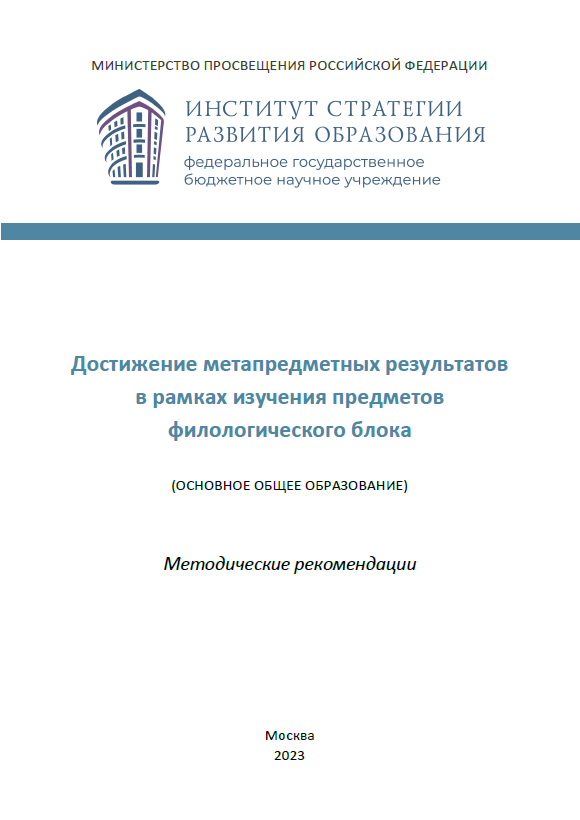 МИНИСТЕРСТВО ПРОСВЕЩЕНИЯ РОССИЙСКОЙ ФЕДЕРАЦИИ
ИНСТИТУТ СТРАТЕГИИ
РАЗВИТИЯ ОБРАЗОВАНИЯ
федеральное государственное
бюджетное научное учреждение
Достижение метапредметных результатов
в рамках изучения предметов
филологического блока
(ОСНОВНОЕ ОБЩЕЕ ОБРАЗОВАНИЕ)
Методические рекомендации
Москва
2023